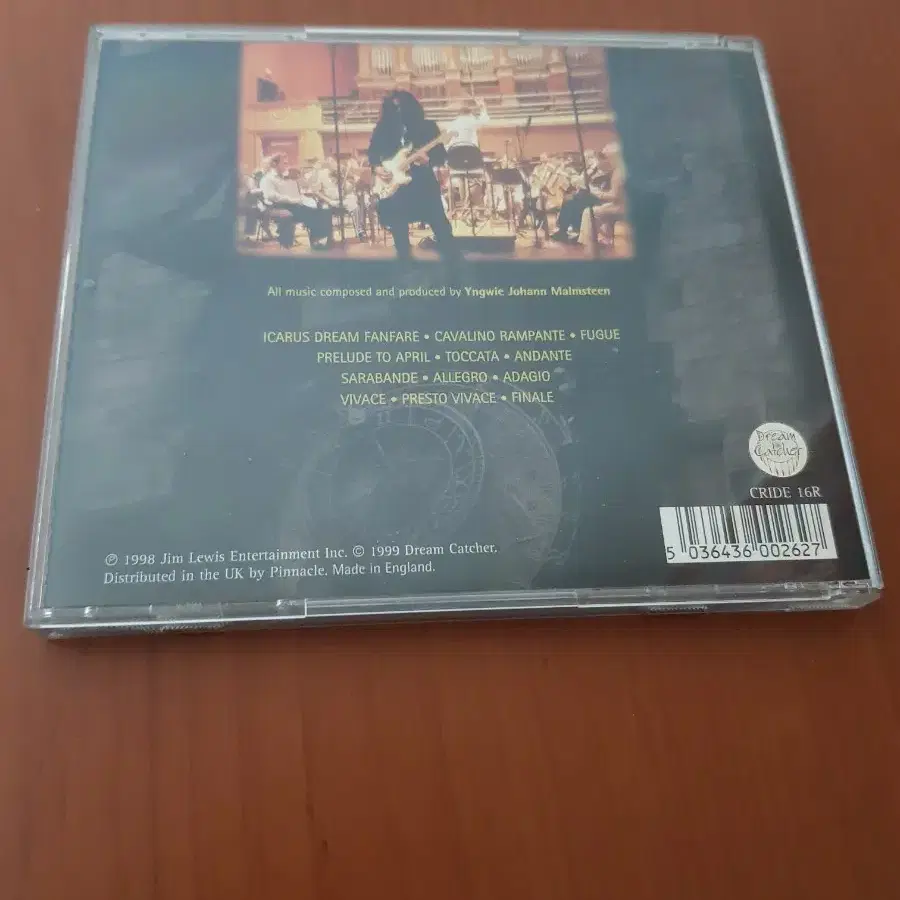 All music composed and produced by Yngwie Johann Malmsteen
ICARUS DREAM FANFARE • CAVALINO RAMPANTE • FUGUE
PRELUDE TO APRIL • TOCCATA • ANDANTE
SARABANDE • ALLEGRO • ADAGIO
VIVACE • PRESTO VIVACE • FINALE
Dream
Catcher
CRIDE 16R
5 036436 002627
℗ 1998 Jim Lewis Entertainment Inc. © 1999 Dream Catcher.
Distributed in the UK by Pinnacle. Made in England.